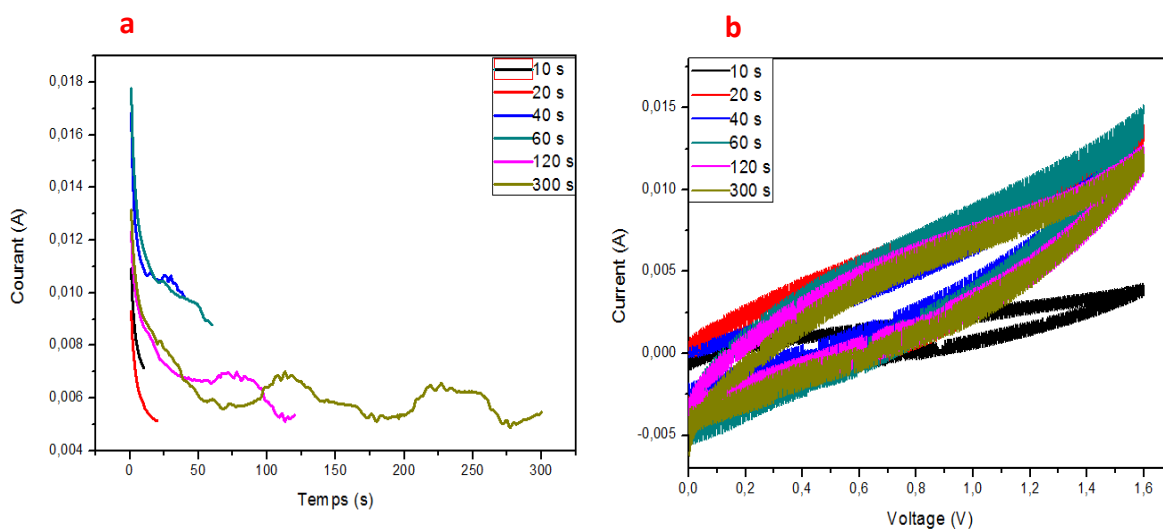 a
0,018
0,016
0,014
0,012
0,010
0,008
0,006
0,004
Courant (A)
0
50
100
150
200
250
300
Temps (s)
10 s
20 s
40 s
60 s
120 s
300 s
b
0,015
0,010
0,005
0,000
-0,005
Current (A)
0,0
0,2
0,4
0,6
0,8
1,0
1,2
1,4
1,6
Voltage (V)
10 s
20 s
40 s
60 s
120 s
300 s